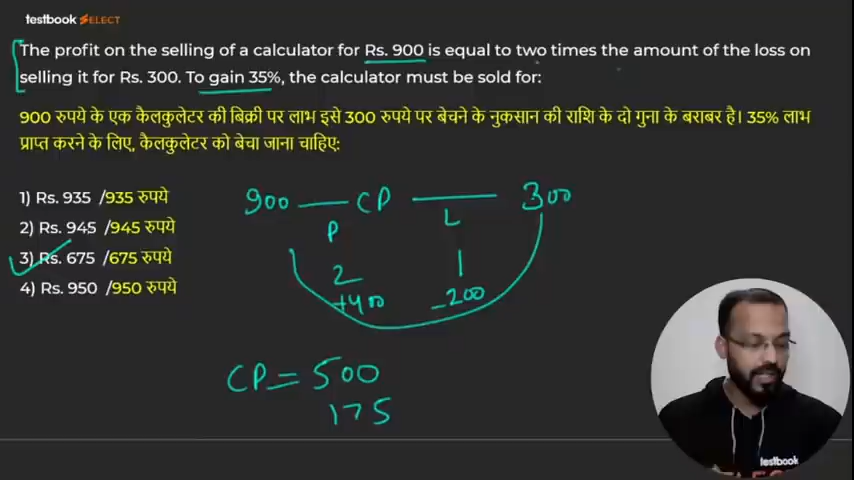 testbook SELECT
The profit on the selling of a calculator for Rs. 900 is equal to two times the amount of the loss on
selling it for Rs. 300. To gain 35%, the calculator must be sold for:
900 रुपये के एक कैलकुलेटर की बिक्री पर लाभ इसे 300 रुपये पर बेचने के नुकसान की राशि के दो गुना के बराबर है। 35% लाभ
प्राप्त करने के लिए, कैलकुलेटर को बेचा जाना चाहिए:
1) Rs. 935 /935 रुपये
2) Rs. 945 /945 रुपये
3) Rs. 675 /675 रुपये
4) Rs. 950 /950 रुपये
900 — CP — 300
P L
2 1
+400 -200
CP = 500
175
testbook